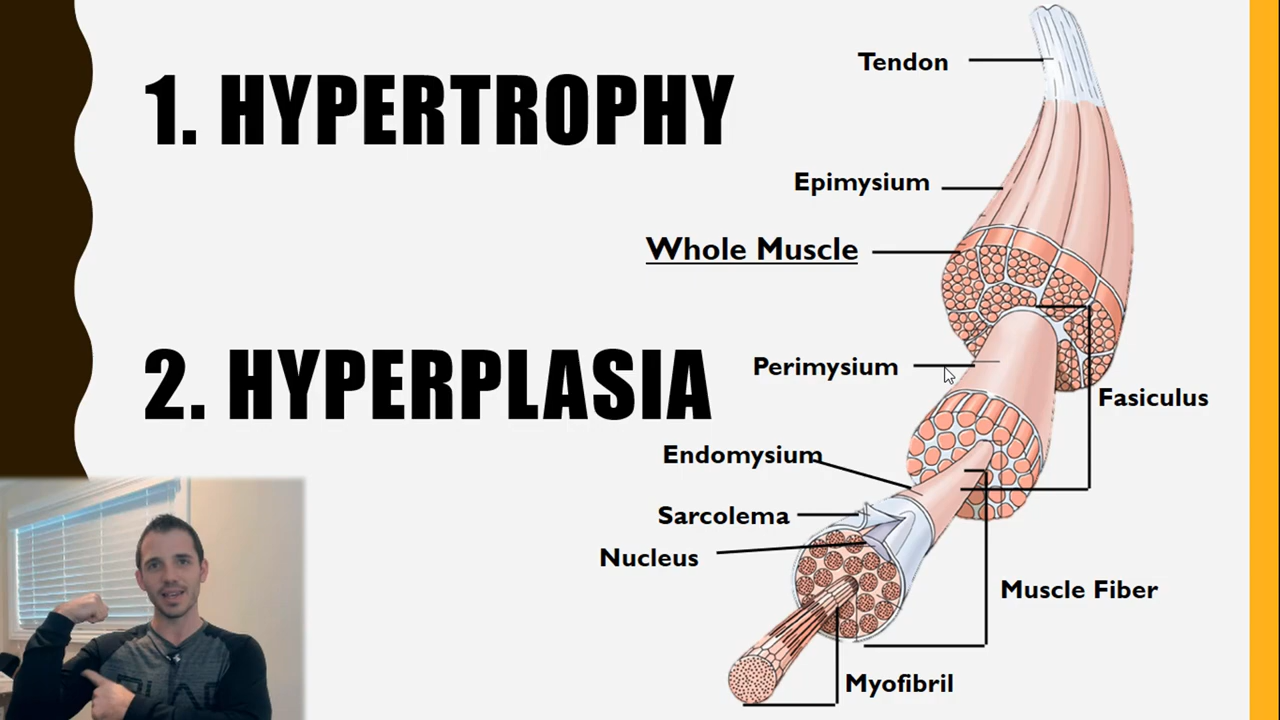 1. HYPERTROPHY
2. HYPERPLASIA
Tendon
Epimysium
Whole Muscle
Perimysium
Fasiculus
Endomysium
Sarcolema
Nucleus
Muscle Fiber
Myofibril